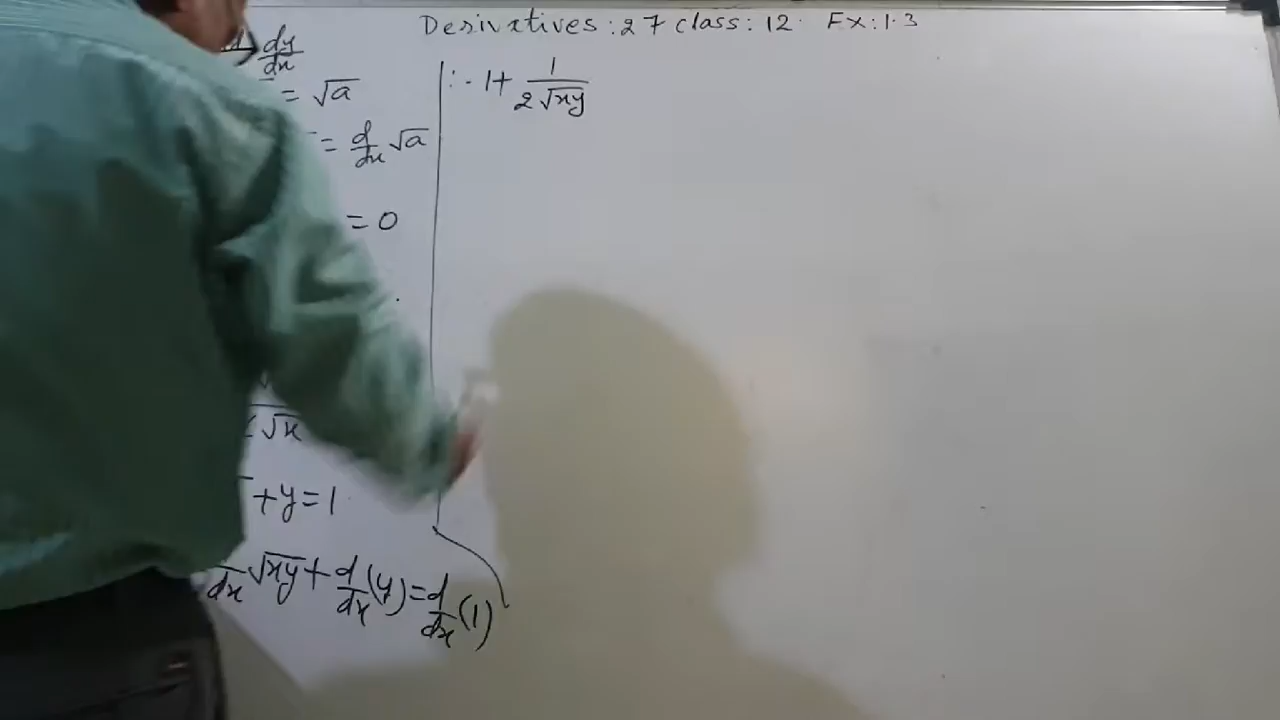 Derivatives : 27 class: 12. Ex: 1.3
dy/dx
= √a
= d/dx √a
= 0
√x
+ y = 1
dx √xy + d/dx (y) = d/dx (1)
∴ 1 + 1/(2√xy)